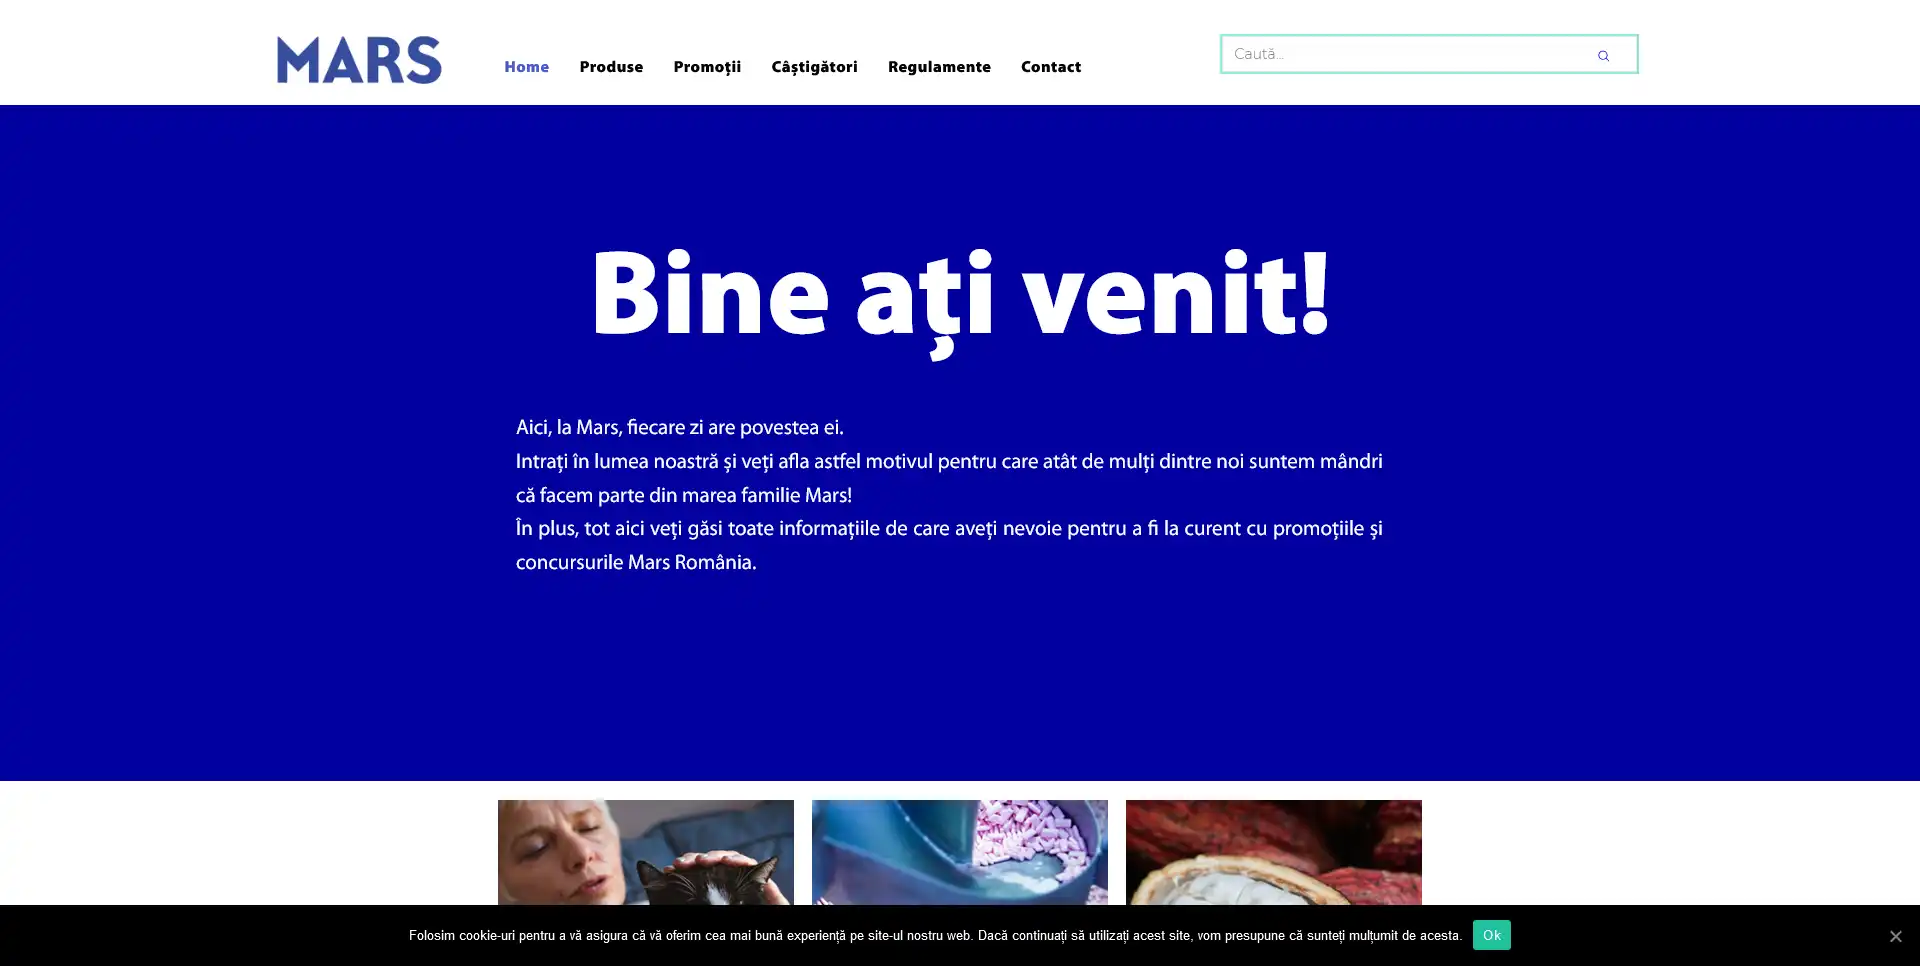 MARS
Home Produse Promoții Câștigători Regulamente Contact
Caută...
Bine ați venit!
Aici, la Mars, fiecare zi are povestea ei.
Intrați în lumea noastră și veți afla astfel motivul pentru care atât de mulți dintre noi suntem mândri
că facem parte din marea familie Mars!
În plus, tot aici veți găsi toate informațiile de care aveți nevoie pentru a fi la curent cu promoțiile și
concursurile Mars România.
Folosim cookie-uri pentru a vă asigura că vă oferim cea mai bună experiență pe site-ul nostru web. Dacă continuați să utilizați acest site, vom presupune că sunteți mulțumit de acesta. Ok